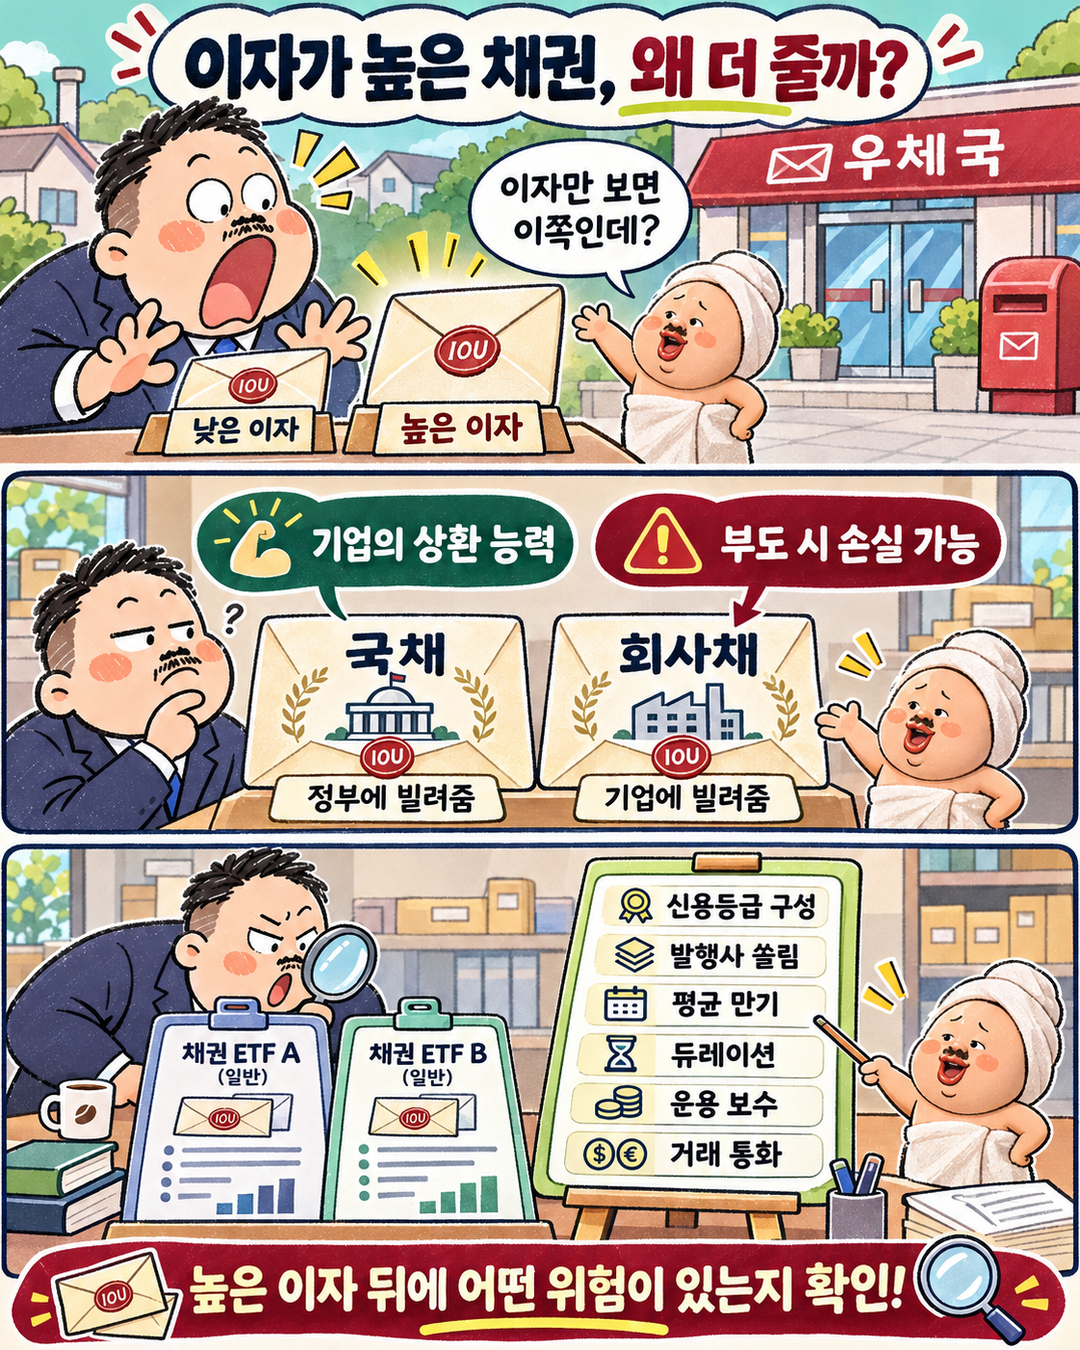 이자가 높은 채권, 왜 더 줄까?
우체국
이자만 보면
이쪽인데?
IOU
낮은 이자
IOU
높은 이자
기업의 상환 능력
부도 시 손실 가능
?
국채
IOU
정부에 빌려줌
회사채
IOU
기업에 빌려줌
채권 ETF A
(일반)
IOU
채권 ETF B
(일반)
IOU
신용등급 구성
발행사 쏠림
평균 만기
듀레이션
운용 보수
$ € 거래 통화
IOU
높은 이자 뒤에 어떤 위험이 있는지 확인!